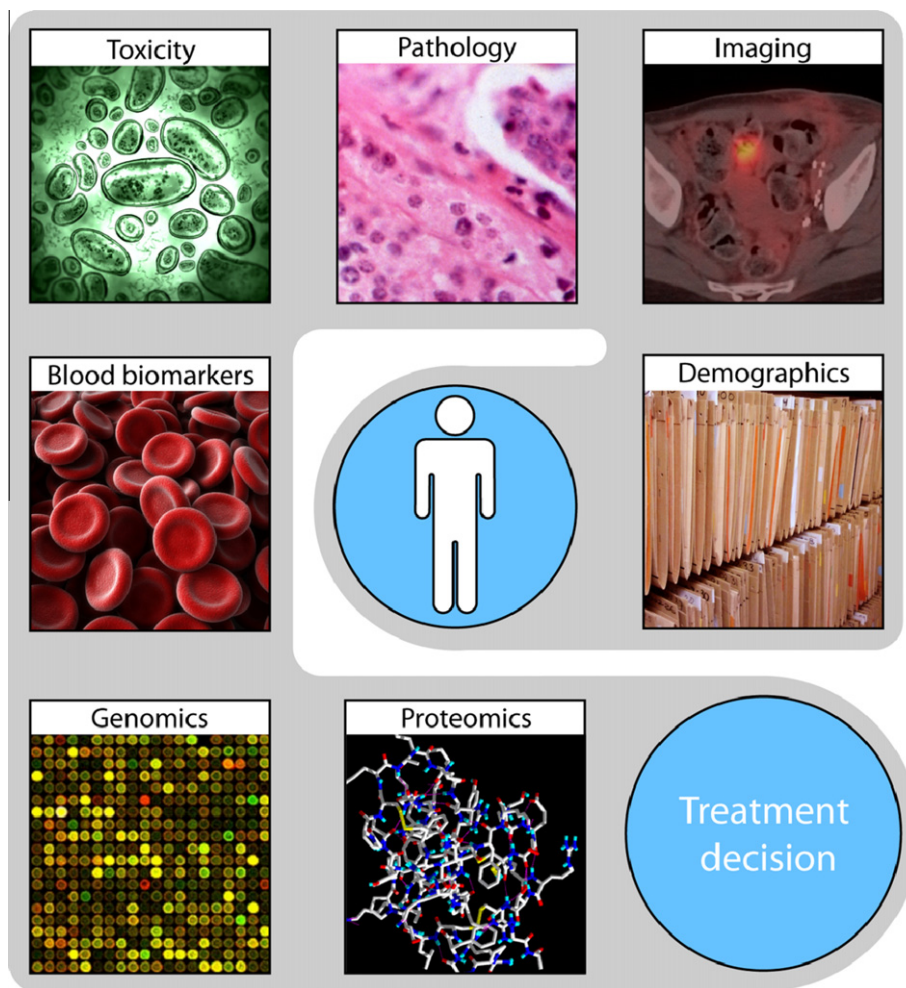 Toxicity
Pathology
Imaging
Blood biomarkers
Demographics
Genomics
Proteomics
Treatment
decision